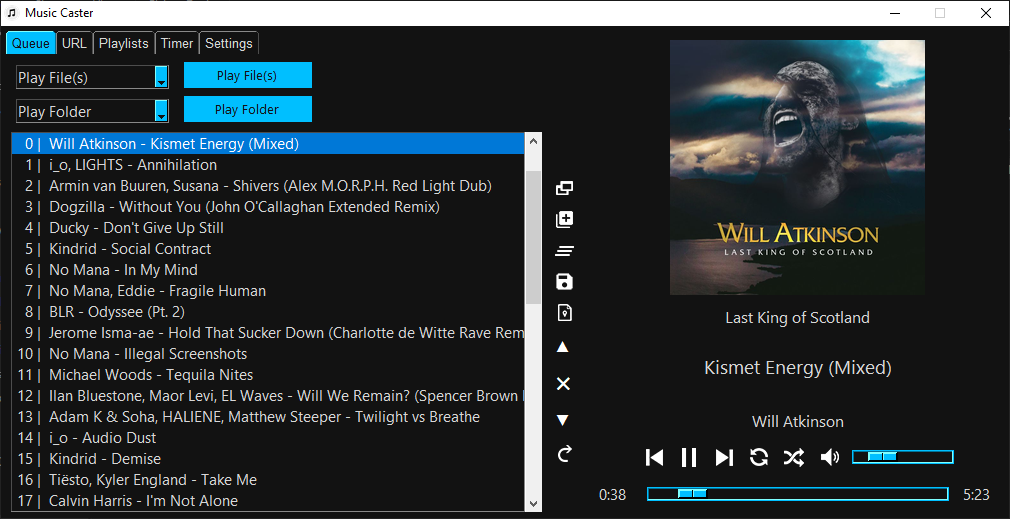 Music Caster
Queue URL Playlists Timer Settings
Play File(s) Play File(s)
Play Folder Play Folder
0 | Will Atkinson - Kismet Energy (Mixed)
1 | i_o, LIGHTS - Annihilation
2 | Armin van Buuren, Susana - Shivers (Alex M.O.R.P.H. Red Light Dub)
3 | Dogzilla - Without You (John O'Callaghan Extended Remix)
4 | Ducky - Don't Give Up Still
5 | Kindrid - Social Contract
6 | No Mana - In My Mind
7 | No Mana, Eddie - Fragile Human
8 | BLR - Odyssee (Pt. 2)
9 | Jerome Isma-ae - Hold That Sucker Down (Charlotte de Witte Rave Rem
10 | No Mana - Illegal Screenshots
11 | Michael Woods - Tequila Nites
12 | Ilan Bluestone, Maor Levi, EL Waves - Will We Remain? (Spencer Brown
13 | Adam K & Soha, HALIENE, Matthew Steeper - Twilight vs Breathe
14 | i_o - Audio Dust
15 | Kindrid - Demise
16 | Tiësto, Kyler England - Take Me
17 | Calvin Harris - I'm Not Alone
WILL ATKINSON
LAST KING OF SCOTLAND
Last King of Scotland
Kismet Energy (Mixed)
Will Atkinson
0:38 5:23